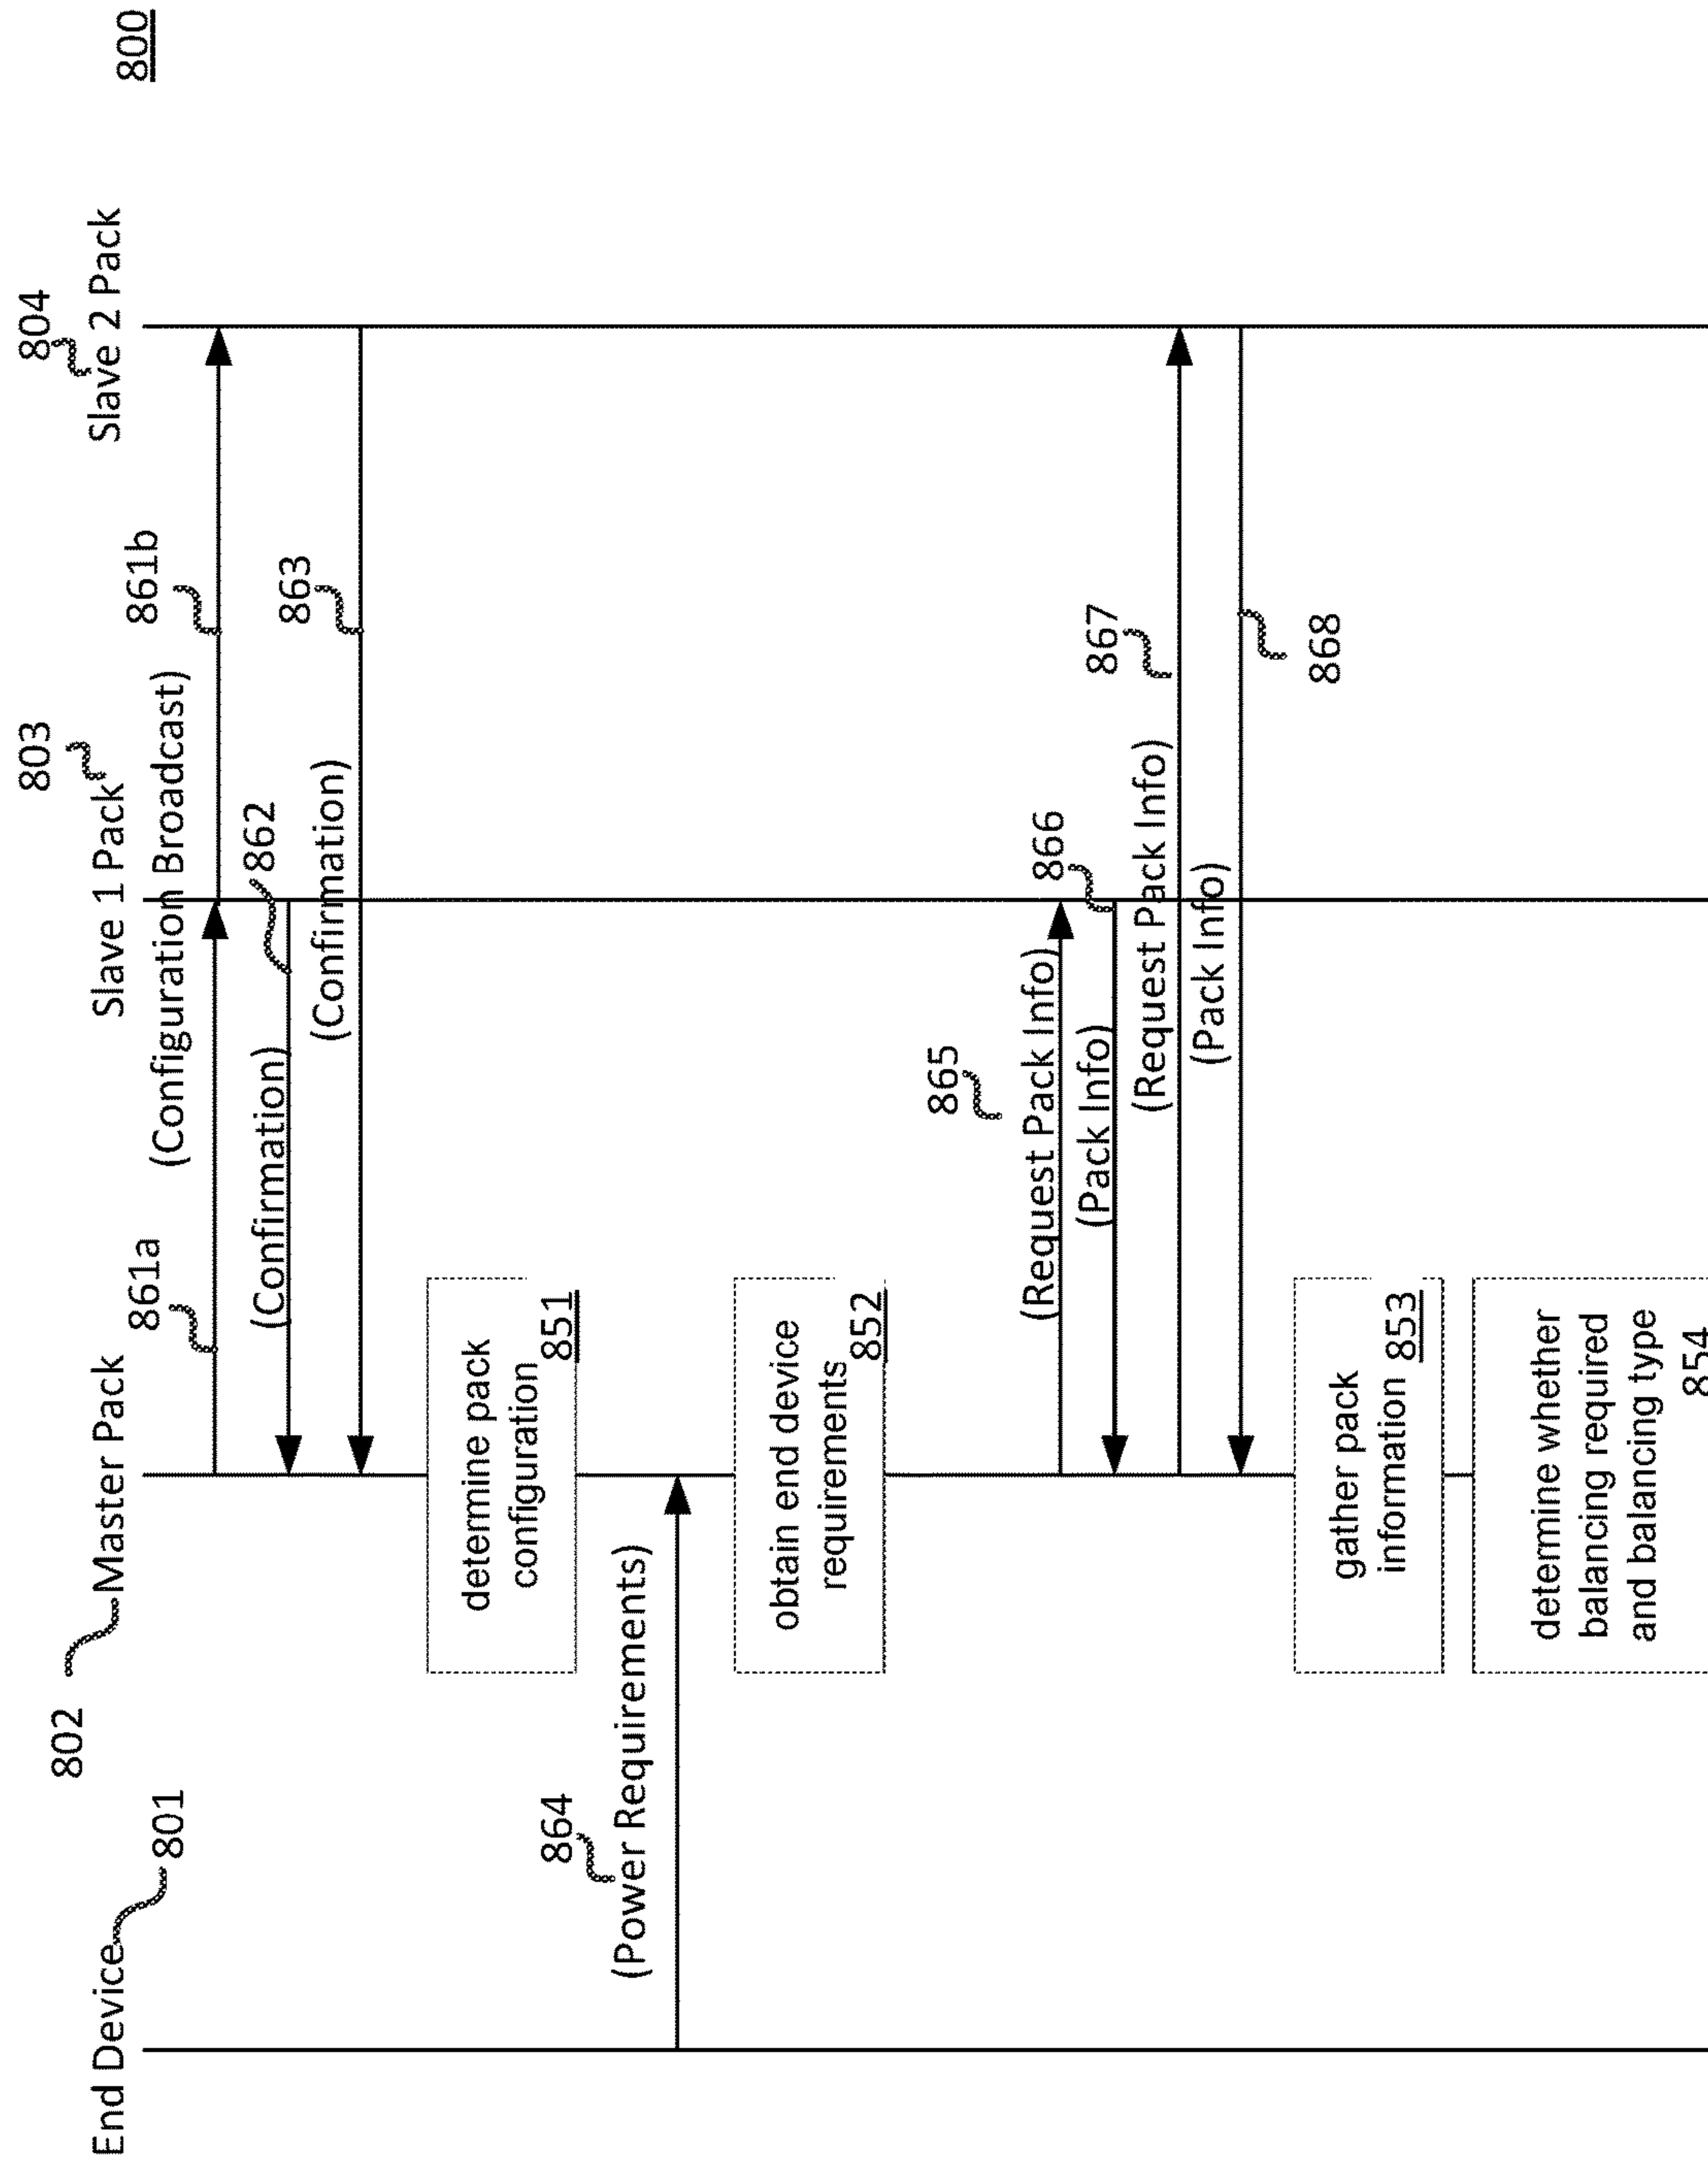 800
801
802
803
804
End Device
Master Pack
Slave 1 Pack
Slave 2 Pack
861a
(Configuration Broadcast)
861b
862
(Confirmation)
863
(Confirmation)
determine pack
configuration
851
864
(Power Requirements)
obtain end device
requirements
852
865
(Request Pack Info)
866
(Pack Info)
867
(Request Pack Info)
(Pack Info)
868
gather pack
information 853
determine whether
balancing required
and balancing type
854